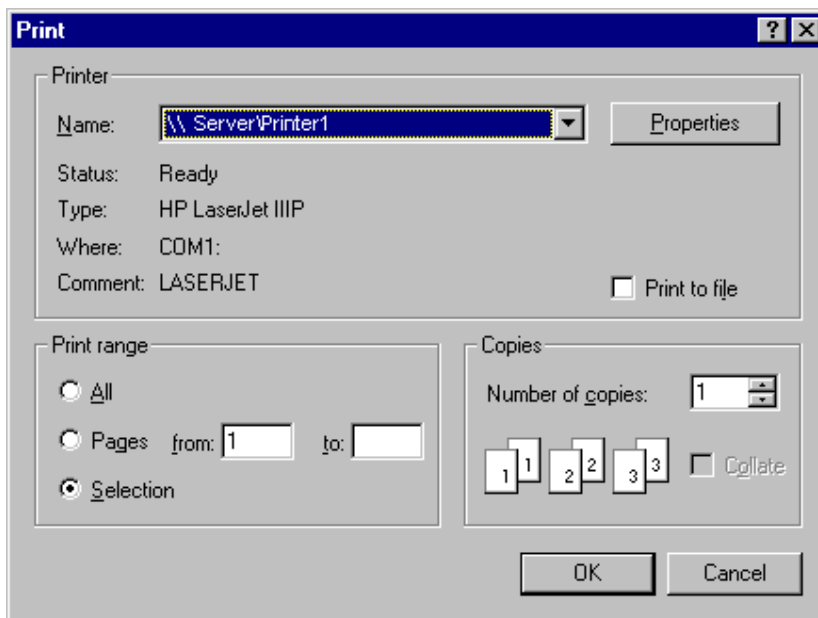 Print
Printer
Name: \\ Server\Printer1 Properties
Status: Ready
Type: HP LaserJet IIIP
Where: COM1:
Comment: LASERJET Print to file
Print range
All
Pages from: 1 to:
Selection
Copies
Number of copies: 1
1 1 2 2 3 3 Collate
OK Cancel